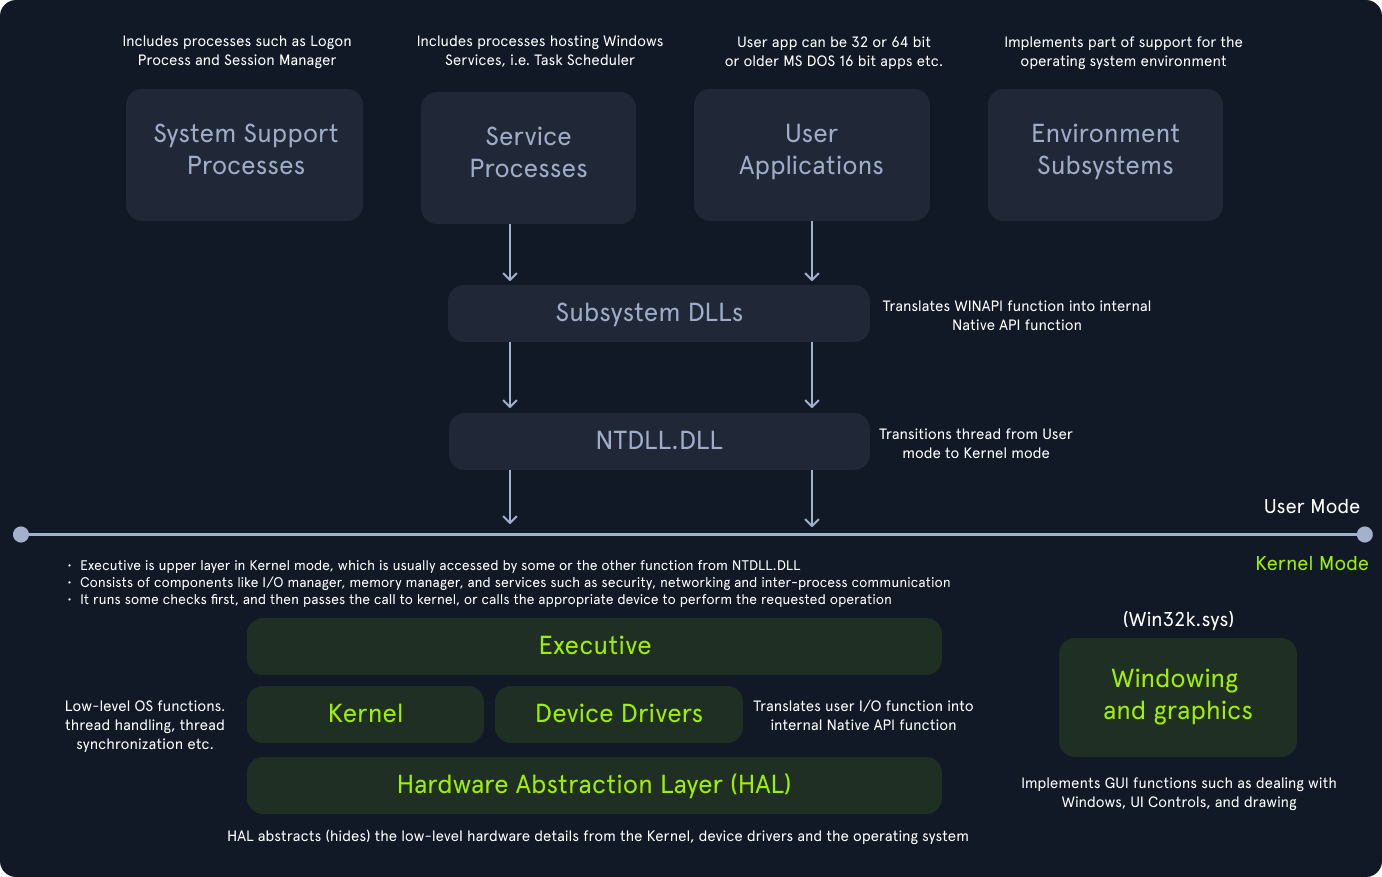 Includes processes such as Logon
Process and Session Manager
System Support
Processes
Includes processes hosting Windows
Services, i.e. Task Scheduler
Service
Processes
User app can be 32 or 64 bit
or older MS DOS 16 bit apps etc.
User
Applications
Implements part of support for the
operating system environment
Environment
Subsystems
Subsystem DLLs
Translates WINAPI function into internal
Native API function
NTDLL.DLL
Transitions thread from User
mode to Kernel mode
User Mode
Kernel Mode
· Executive is upper layer in Kernel mode, which is usually accessed by some or the other function from NTDLL.DLL
· Consists of components like I/O manager, memory manager, and services such as security, networking and inter-process communication
· It runs some checks first, and then passes the call to kernel, or calls the appropriate device to perform the requested operation
Executive
Low-level OS functions.
thread handling, thread
synchronization etc.
Kernel
Device Drivers
Translates user I/O function into
internal Native API function
Hardware Abstraction Layer (HAL)
HAL abstracts (hides) the low-level hardware details from the Kernel, device drivers and the operating system
(Win32k.sys)
Windowing
and graphics
Implements GUI functions such as dealing with
Windows, UI Controls, and drawing